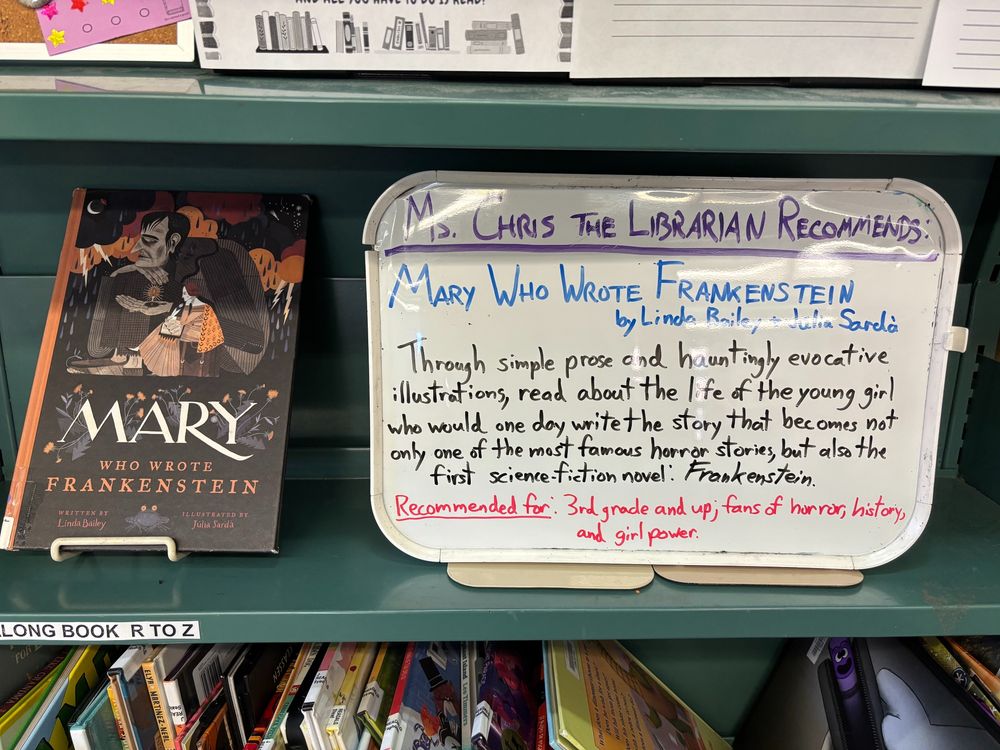 AND ALL YOU HAVE TO DO IS READ!
MARY
WHO WROTE
FRANKENSTEIN
WRITTEN BY
Linda Bailey
ILLUSTRATED BY
Júlia Sardà
Ms. CHRIS THE LIBRARIAN RECOMMENDS:
MARY WHO WROTE FRANKENSTEIN
by Linda Bailey + Júlia Sardà
Through simple prose and hauntingly evocative
illustrations, read about the life of the young girl
who would one day write the story that becomes not
only one of the most famous horror stories, but also the
first science-fiction novel: Frankenstein.
Recommended for: 3rd grade and up; fans of horror, history,
and girl power.
LONG BOOK R TO Z